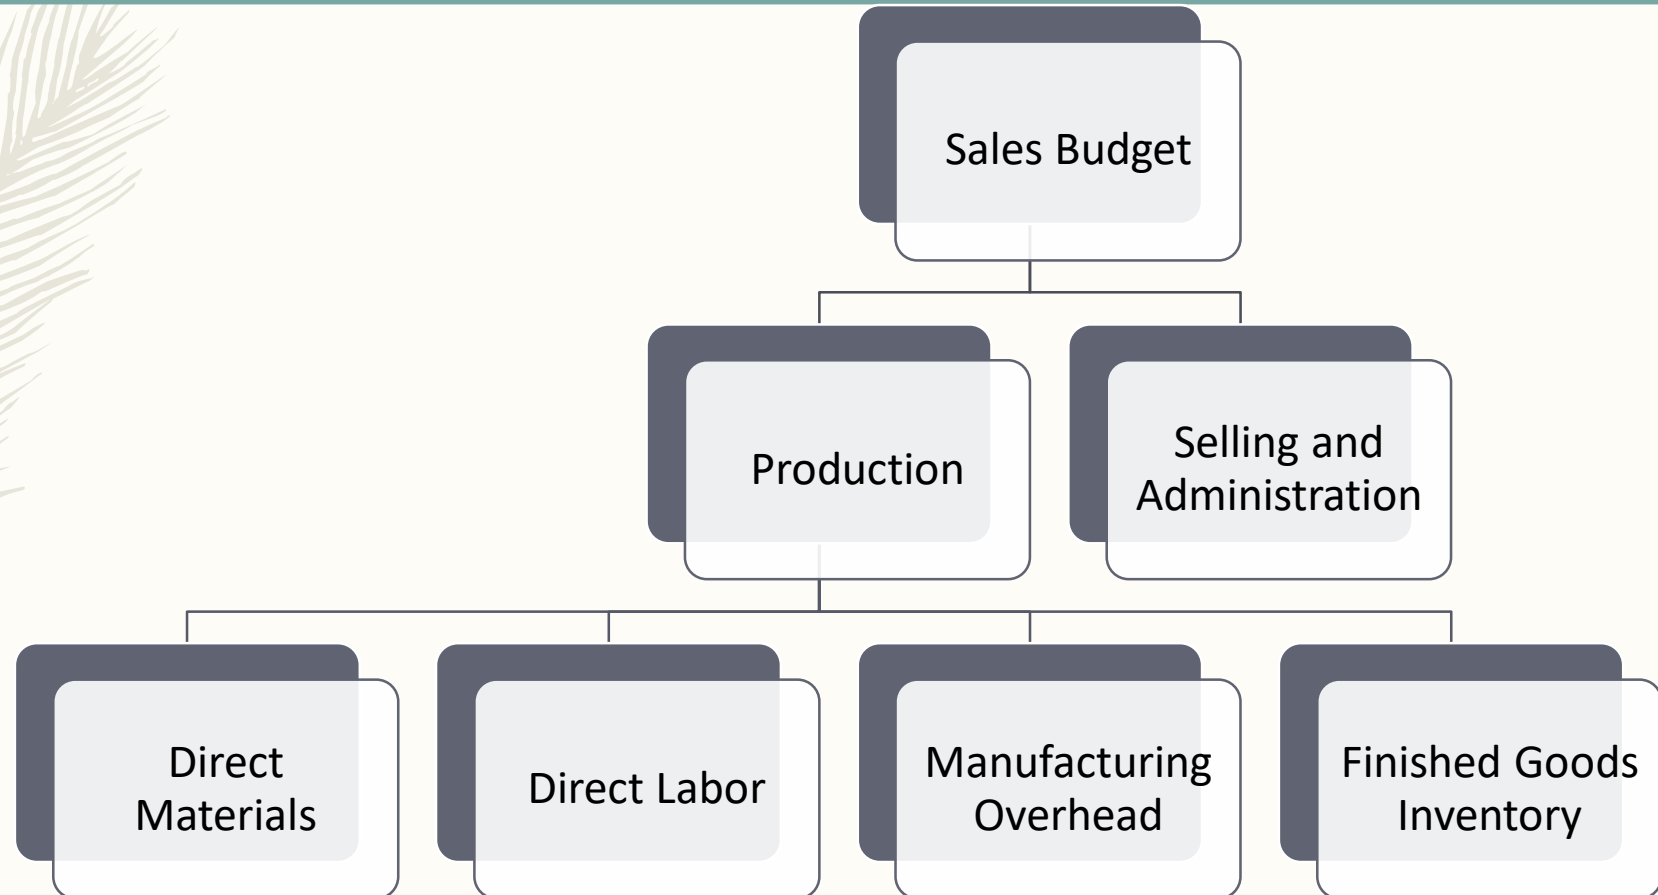 Sales Budget
Production
Selling and
Administration
Direct
Materials
Direct Labor
Manufacturing
Overhead
Finished Goods
Inventory